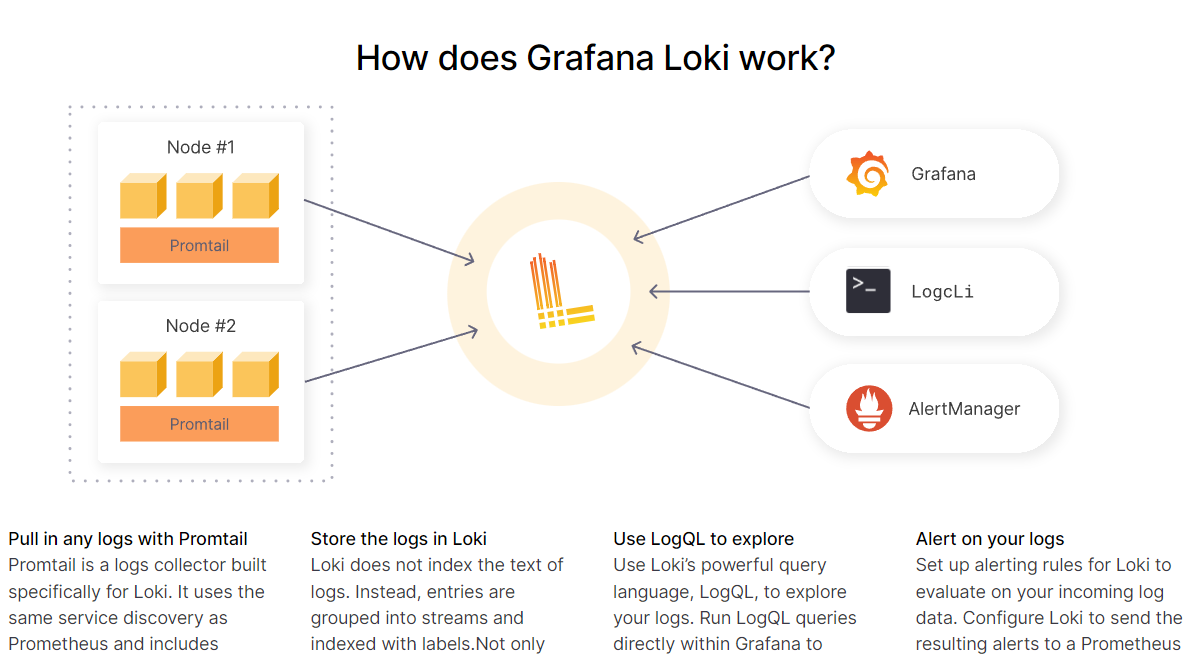 How does Grafana Loki work?
Node #1
Promtail
Node #2
Promtail
Grafana
>_
LogcLi
AlertManager
Pull in any logs with Promtail
Promtail is a logs collector built
specifically for Loki. It uses the
same service discovery as
Prometheus and includes
Store the logs in Loki
Loki does not index the text of
logs. Instead, entries are
grouped into streams and
indexed with labels.Not only
Use LogQL to explore
Use Loki’s powerful query
language, LogQL, to explore
your logs. Run LogQL queries
directly within Grafana to
Alert on your logs
Set up alerting rules for Loki to
evaluate on your incoming log
data. Configure Loki to send the
resulting alerts to a Prometheus